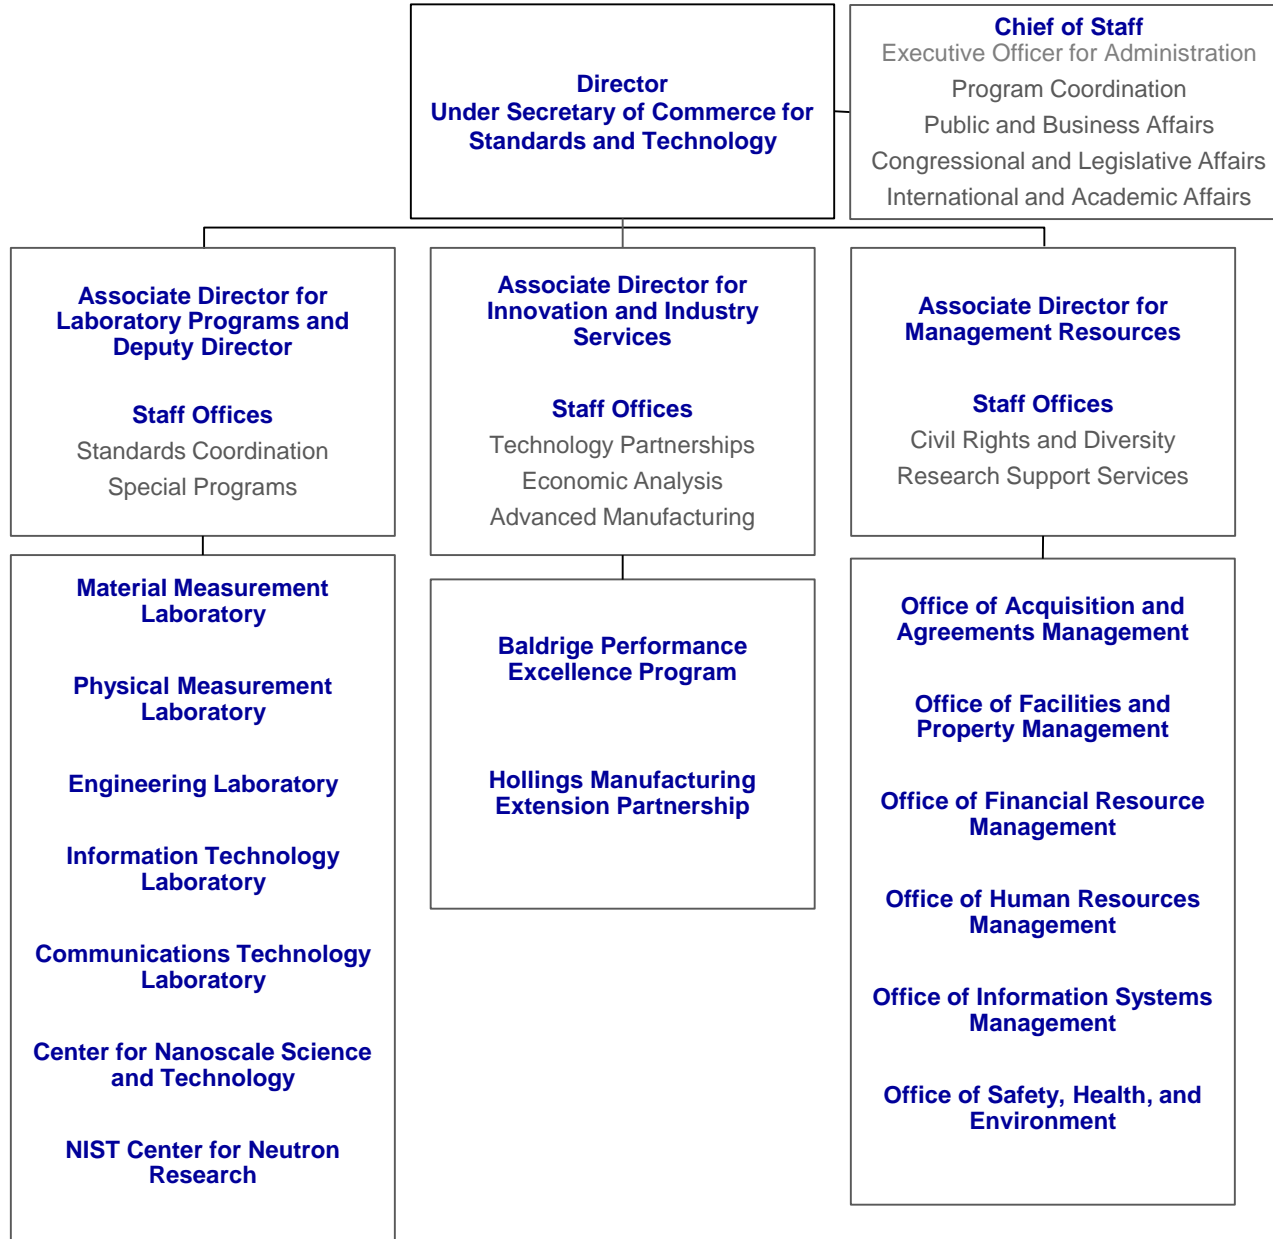 Director
Under Secretary of Commerce for
Standards and Technology
Chief of Staff
Executive Officer for Administration
Program Coordination
Public and Business Affairs
Congressional and Legislative Affairs
International and Academic Affairs
Associate Director for
Laboratory Programs and
Deputy Director
Staff Offices
Standards Coordination
Special Programs
Associate Director for
Innovation and Industry
Services
Staff Offices
Technology Partnerships
Economic Analysis
Advanced Manufacturing
Associate Director for
Management Resources
Staff Offices
Civil Rights and Diversity
Research Support Services
Material Measurement
Laboratory
Physical Measurement
Laboratory
Engineering Laboratory
Information Technology
Laboratory
Communications Technology
Laboratory
Center for Nanoscale Science
and Technology
NIST Center for Neutron
Research
Baldrige Performance
Excellence Program
Hollings Manufacturing
Extension Partnership
Office of Acquisition and
Agreements Management
Office of Facilities and
Property Management
Office of Financial Resource
Management
Office of Human Resources
Management
Office of Information Systems
Management
Office of Safety, Health, and
Environment